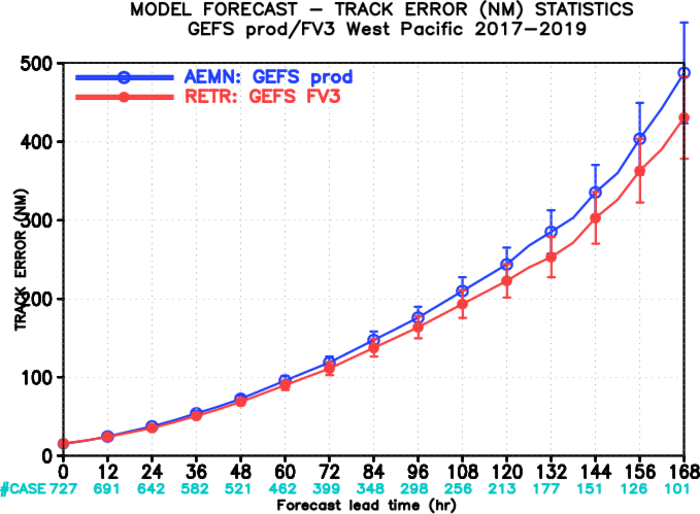 MODEL FORECAST – TRACK ERROR (NM) STATISTICS
GEFS prod/FV3 West Pacific 2017–2019
AEMN: GEFS prod
RETR: GEFS FV3
TRACK ERROR (NM)
500
400
300
200
100
0
0 12 24 36 48 60 72 84 96 108 120 132 144 156 168
#CASE 727 691 642 582 521 462 399 348 298 256 213 177 151 126 101
Forecast lead time (hr)